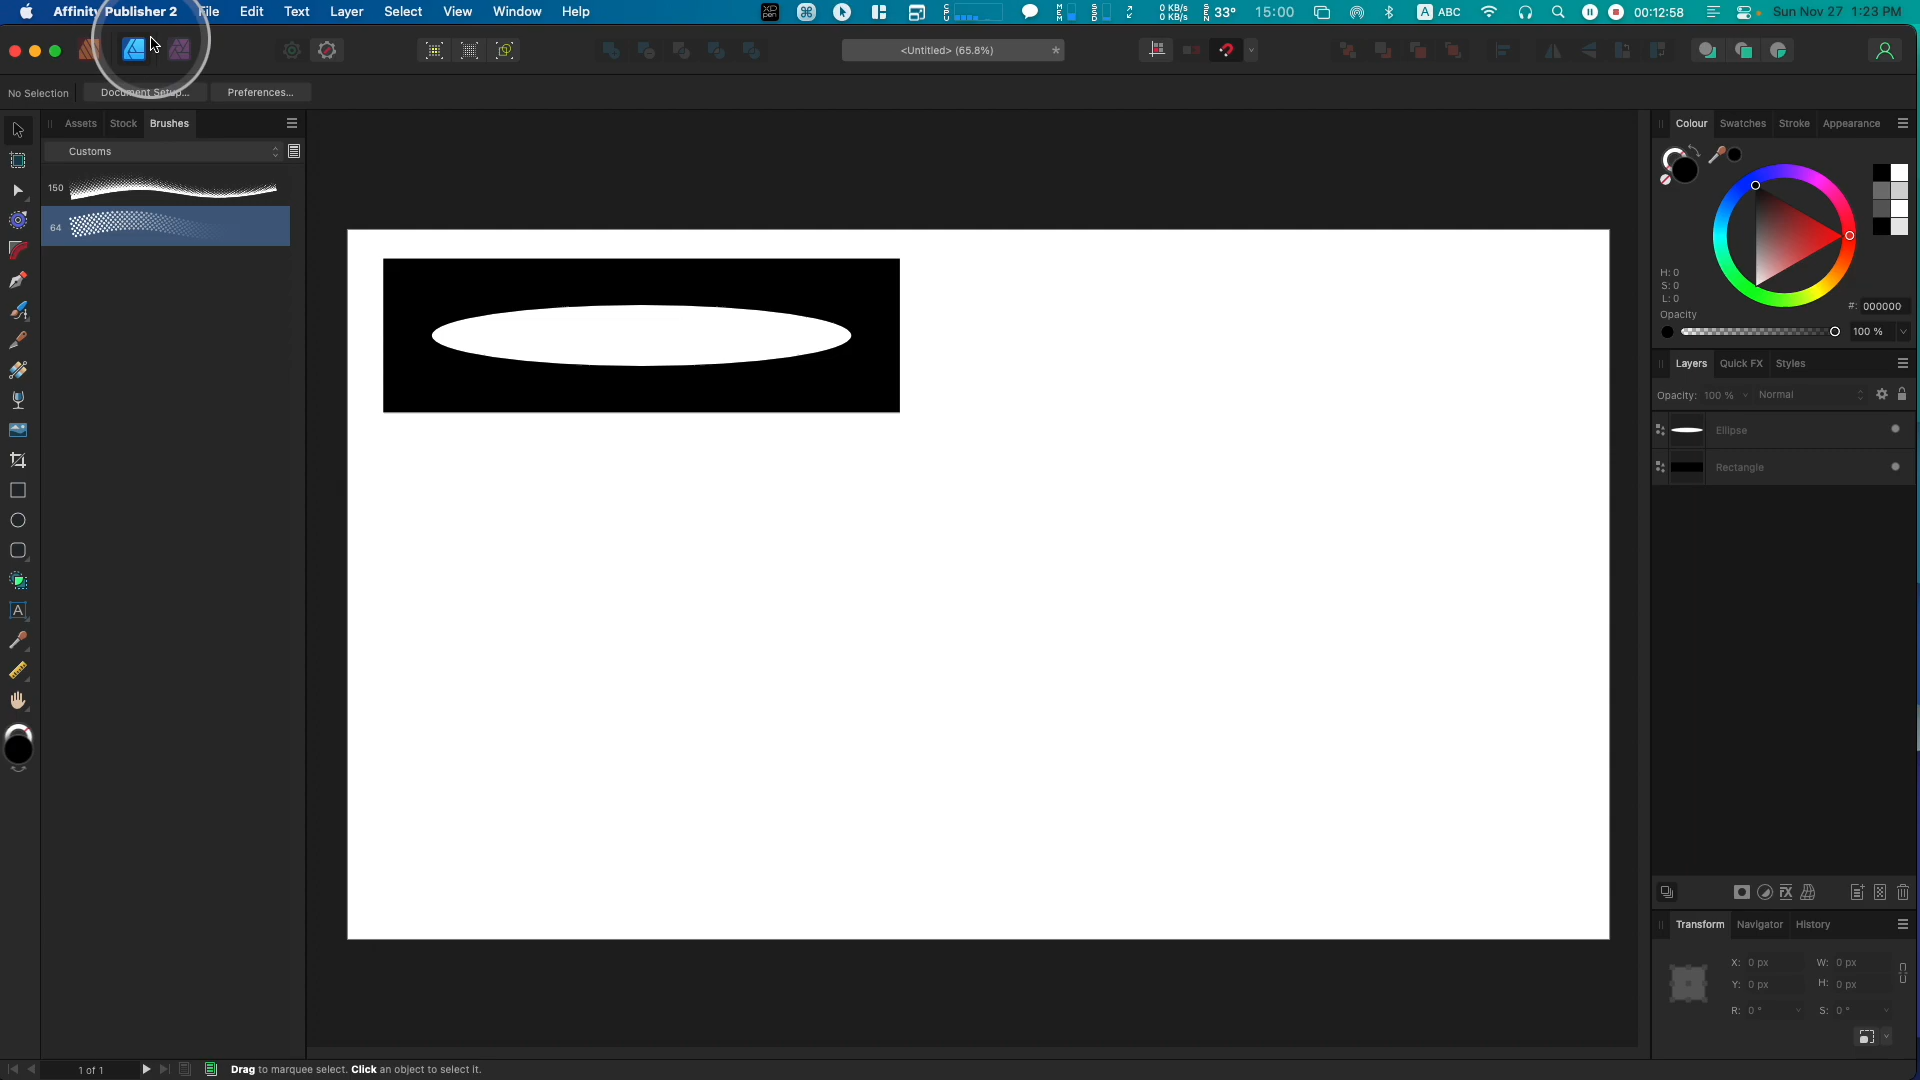 Affinity Publisher 2 File Edit Text Layer Select View Window Help
0 KB/s
0 KB/s
33° 15:00 A ABC 00:12:58 Sun Nov 27 1:23 PM
<Untitled> (65.8%) *
No Selection Document Setup... Preferences...
Assets Stock Brushes
Customs
150
64
Colour Swatches Stroke Appearance
H: 0
S: 0
L: 0
#: 000000
Opacity
100 %
Layers Quick FX Styles
Opacity: 100 % Normal
Ellipse
Rectangle
Transform Navigator History
X: 0 px W: 0 px
Y: 0 px H: 0 px
R: 0 ° S: 0 °
1 of 1 Drag to marquee select. Click an object to select it.